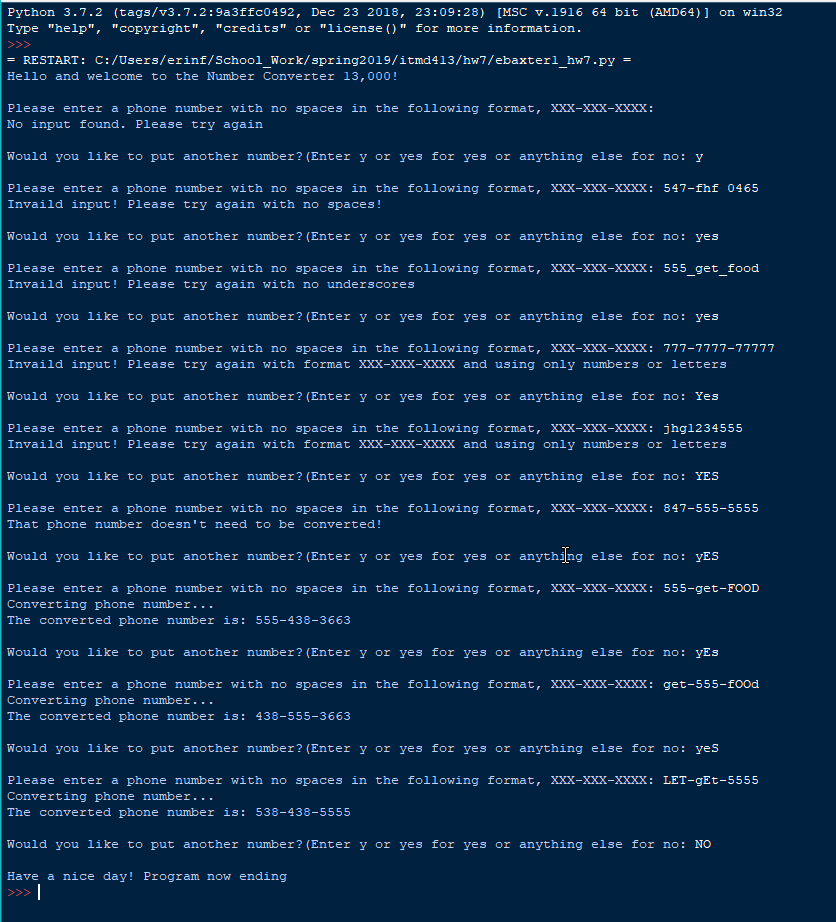 Python 3.7.2 (tags/v3.7.2:9a3ffc0492, Dec 23 2018, 23:09:28) [MSC v.1916 64 bit (AMD64)] on win32
Type "help", "copyright", "credits" or "license()" for more information.
>>>
= RESTART: C:/Users/erinf/School_Work/spring2019/itmd413/hw7/ebaxter1_hw7.py =
Hello and welcome to the Number Converter 13,000!
Please enter a phone number with no spaces in the following format, XXX-XXX-XXXX:
No input found. Please try again
Would you like to put another number?(Enter y or yes for yes or anything else for no: y
Please enter a phone number with no spaces in the following format, XXX-XXX-XXXX: 547-fhf 0465
Invaild input! Please try again with no spaces!
Would you like to put another number?(Enter y or yes for yes or anything else for no: yes
Please enter a phone number with no spaces in the following format, XXX-XXX-XXXX: 555_get_food
Invaild input! Please try again with no underscores
Would you like to put another number?(Enter y or yes for yes or anything else for no: yes
Please enter a phone number with no spaces in the following format, XXX-XXX-XXXX: 777-7777-77777
Invaild input! Please try again with format XXX-XXX-XXXX and using only numbers or letters
Would you like to put another number?(Enter y or yes for yes or anything else for no: Yes
Please enter a phone number with no spaces in the following format, XXX-XXX-XXXX: jhg1234555
Invaild input! Please try again with format XXX-XXX-XXXX and using only numbers or letters
Would you like to put another number?(Enter y or yes for yes or anything else for no: YES
Please enter a phone number with no spaces in the following format, XXX-XXX-XXXX: 847-555-5555
That phone number doesn't need to be converted!
Would you like to put another number?(Enter y or yes for yes or anything else for no: yES
Please enter a phone number with no spaces in the following format, XXX-XXX-XXXX: 555-get-FOOD
Converting phone number...
The converted phone number is: 555-438-3663
Would you like to put another number?(Enter y or yes for yes or anything else for no: yEs
Please enter a phone number with no spaces in the following format, XXX-XXX-XXXX: get-555-fOOd
Converting phone number...
The converted phone number is: 438-555-3663
Would you like to put another number?(Enter y or yes for yes or anything else for no: yeS
Please enter a phone number with no spaces in the following format, XXX-XXX-XXXX: LET-gEt-5555
Converting phone number...
The converted phone number is: 538-438-5555
Would you like to put another number?(Enter y or yes for yes or anything else for no: NO
Have a nice day! Program now ending
>>>